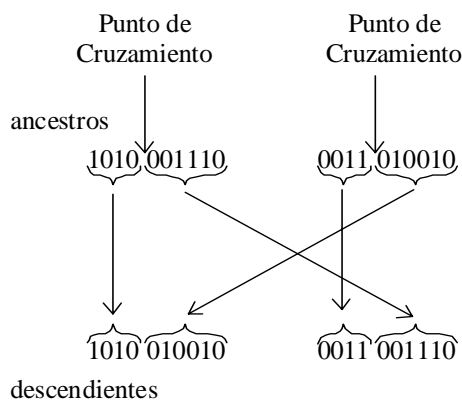 Punto de
Cruzamiento
Punto de
Cruzamiento
ancestros
1010 001110
0011 010010
1010 010010
0011 001110
descendientes